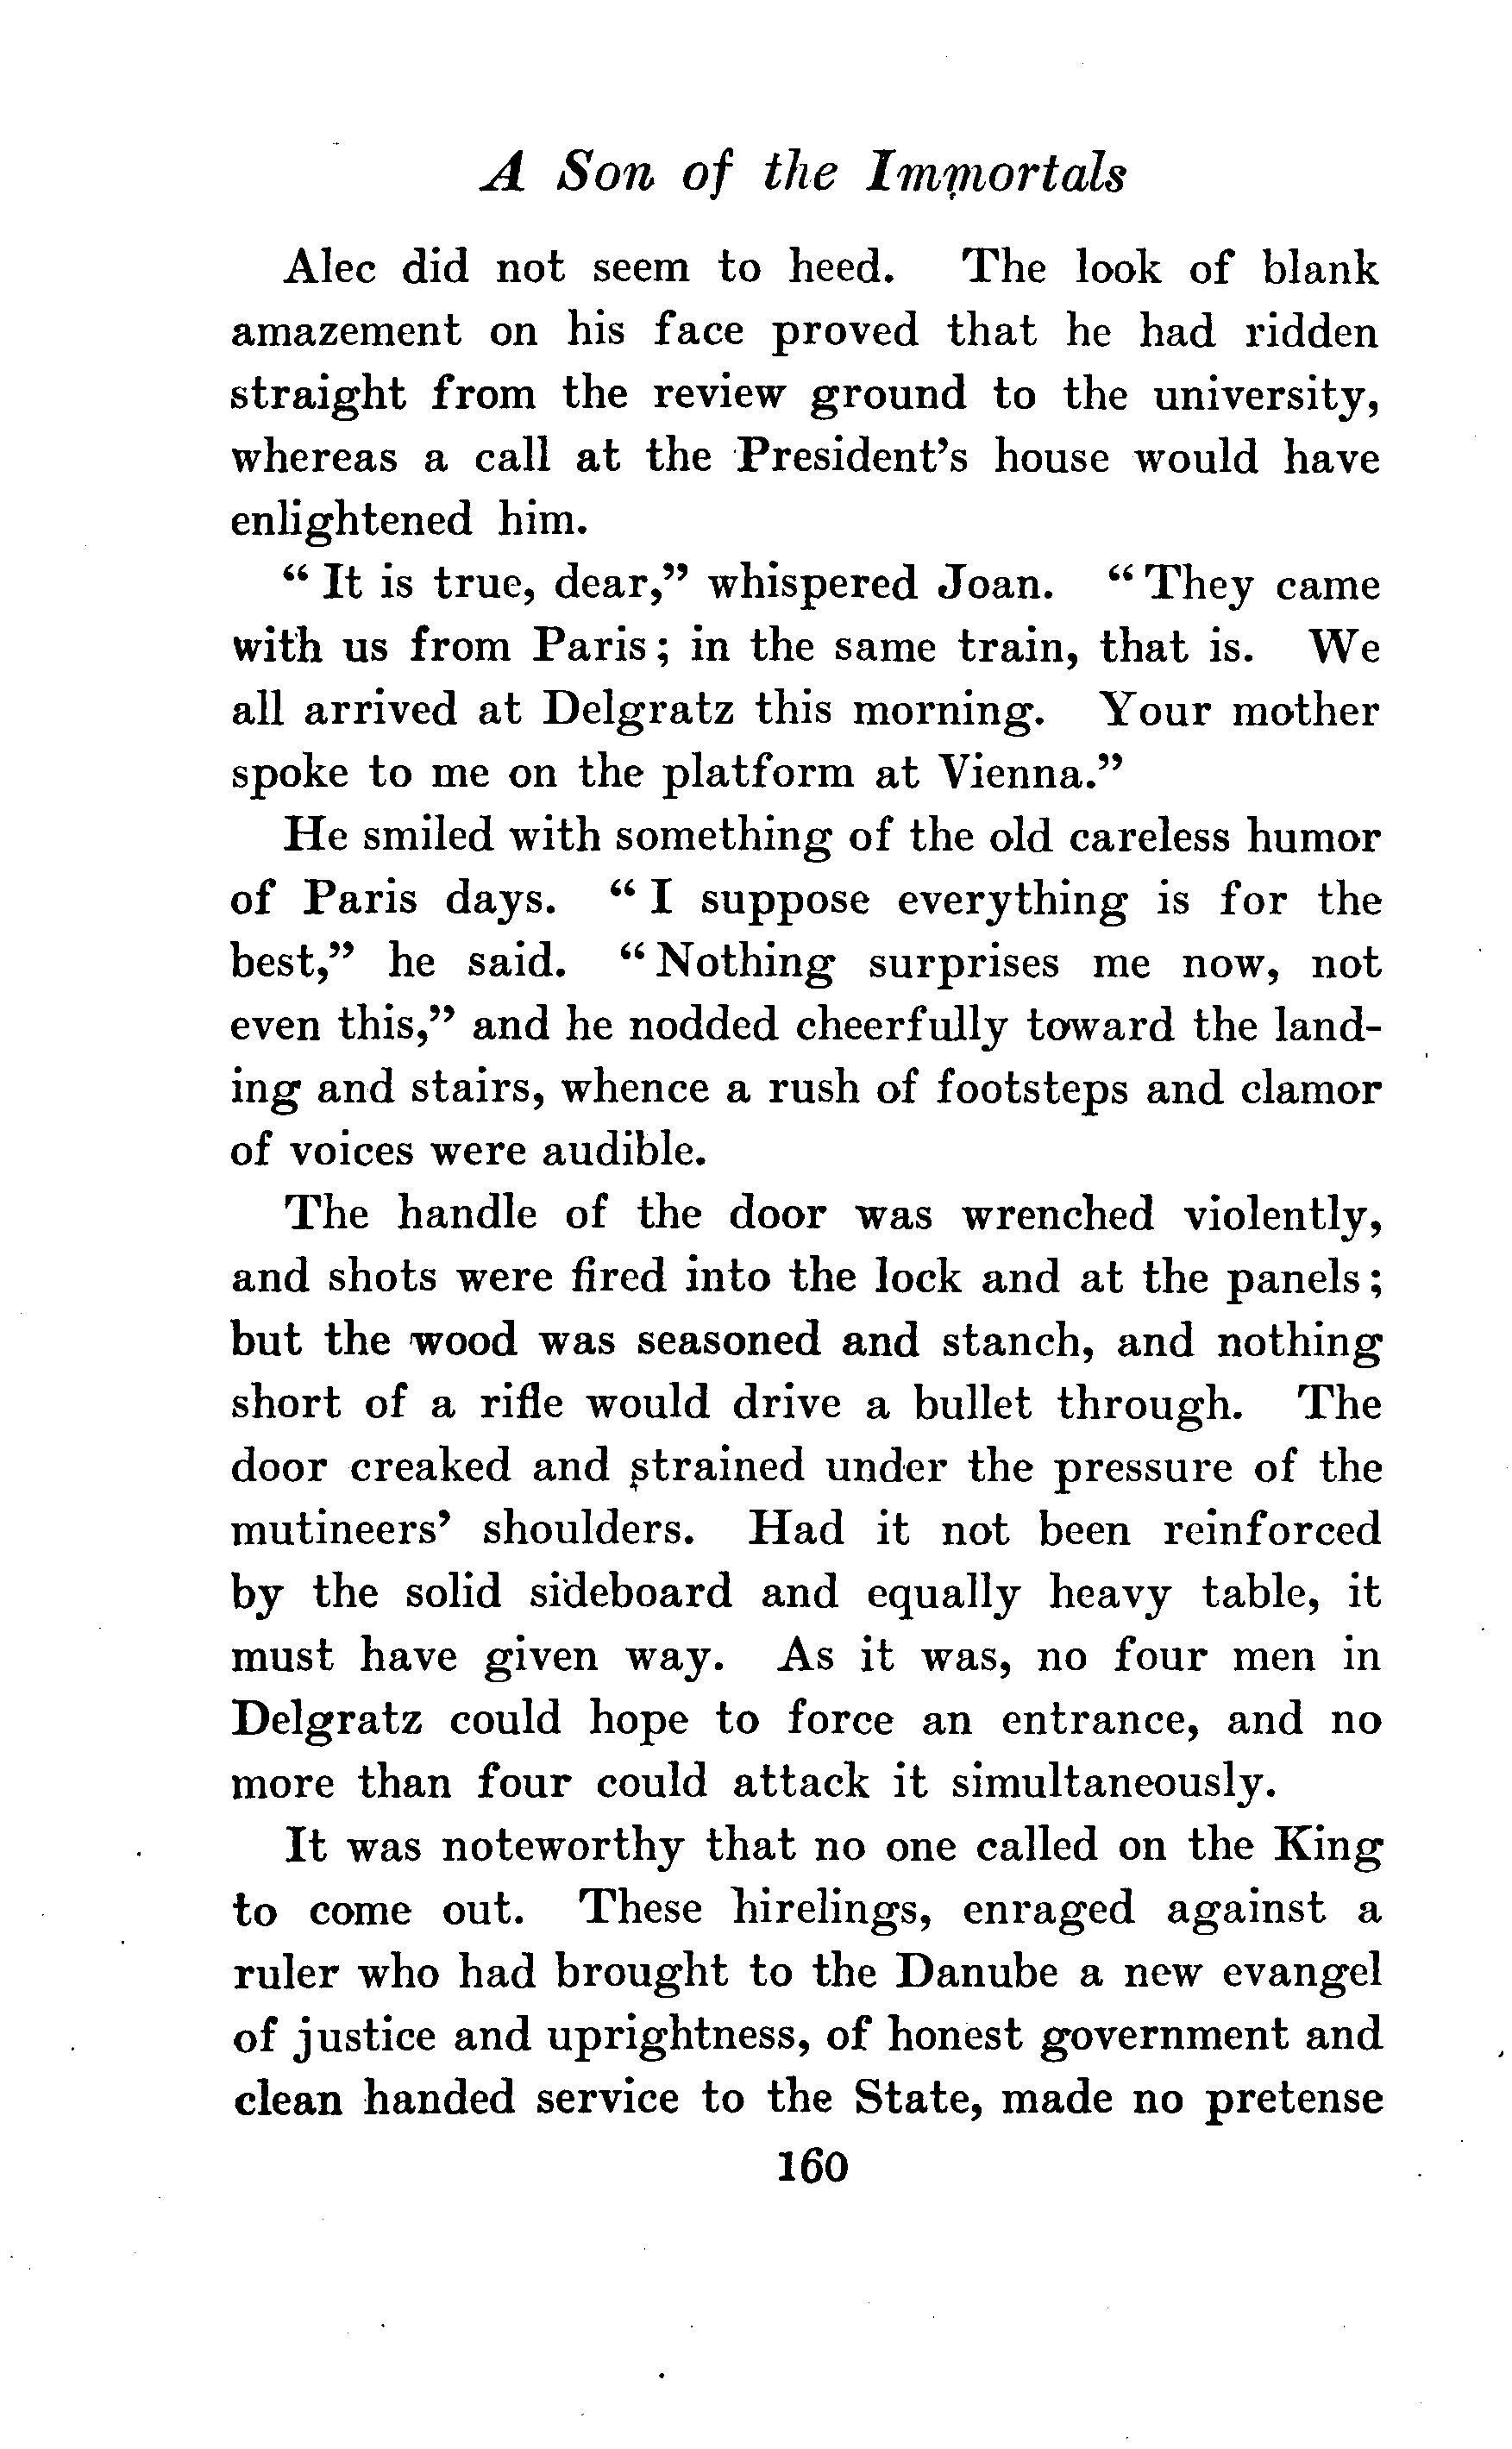 A Son of the Immortals
Alec did not seem to heed. The look of blank
amazement on his face proved that he had ridden
straight from the review ground to the university,
whereas a call at the President's house would have
enlightened him.
" It is true, dear," whispered Joan. " They came
with us from Paris ; in the same train, that is. We
all arrived at Delgratz this morning. Your mother
spoke to me on the platform at Vienna."
He smiled with something of the old careless humor
of Paris days. " I suppose everything is for the
best," he said. " Nothing surprises me now, not
even this," and he nodded cheerfully toward the land-
ing and stairs, whence a rush of footsteps and clamor
of voices were audible.
The handle of the door was wrenched violently,
and shots were fired into the lock and at the panels ;
but the wood was seasoned and stanch, and nothing
short of a rifle would drive a bullet through. The
door creaked and strained under the pressure of the
mutineers' shoulders. Had it not been reinforced
by the solid sideboard and equally heavy table, it
must have given way. As it was, no four men in
Delgratz could hope to force an entrance, and no
more than four could attack it simultaneously.
It was noteworthy that no one called on the King
to come out. These hirelings, enraged against a
ruler who had brought to the Danube a new evangel
of justice and uprightness, of honest government and
clean handed service to the State, made no pretense
160